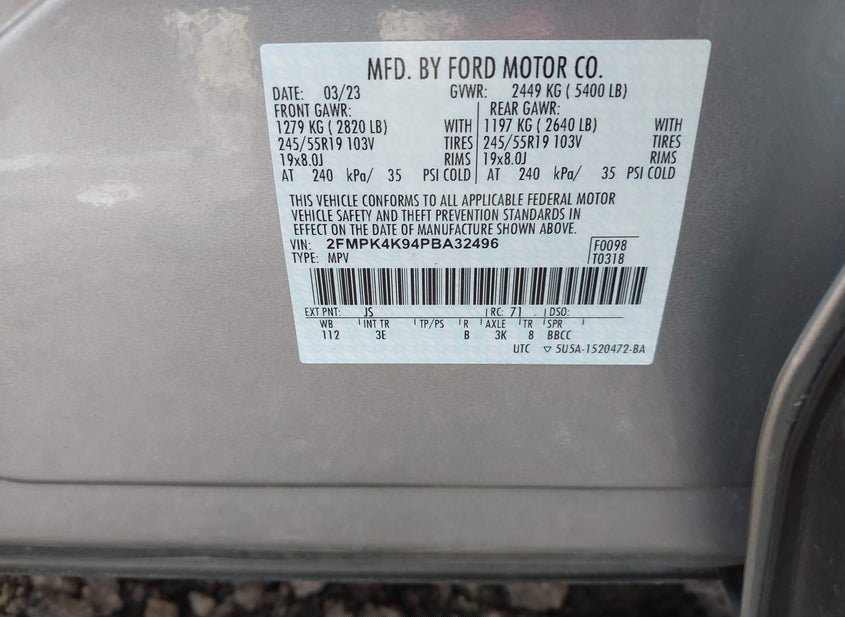 MFD. BY FORD MOTOR CO.
DATE: 03/23 GVWR: 2449 KG ( 5400 LB)
FRONT GAWR: REAR GAWR:
1279 KG ( 2820 LB) WITH 1197 KG ( 2640 LB) WITH
245/55R19 103V TIRES 245/55R19 103V TIRES
19x8.0J RIMS 19x8.0J RIMS
AT 240 kPa/ 35 PSI COLD AT 240 kPa/ 35 PSI COLD
THIS VEHICLE CONFORMS TO ALL APPLICABLE FEDERAL MOTOR
VEHICLE SAFETY AND THEFT PREVENTION STANDARDS IN
EFFECT ON THE DATE OF MANUFACTURE SHOWN ABOVE.
VIN: 2FMPK4K94PBA32496 F0098
TYPE: MPV T0318
EXT PNT: JS RC: 71 DSO:
WB INT TR TP/PS R AXLE TR SPR
112 3E B 3K 8 BBCC
UTC ▽ 5U5A-1520472-BA